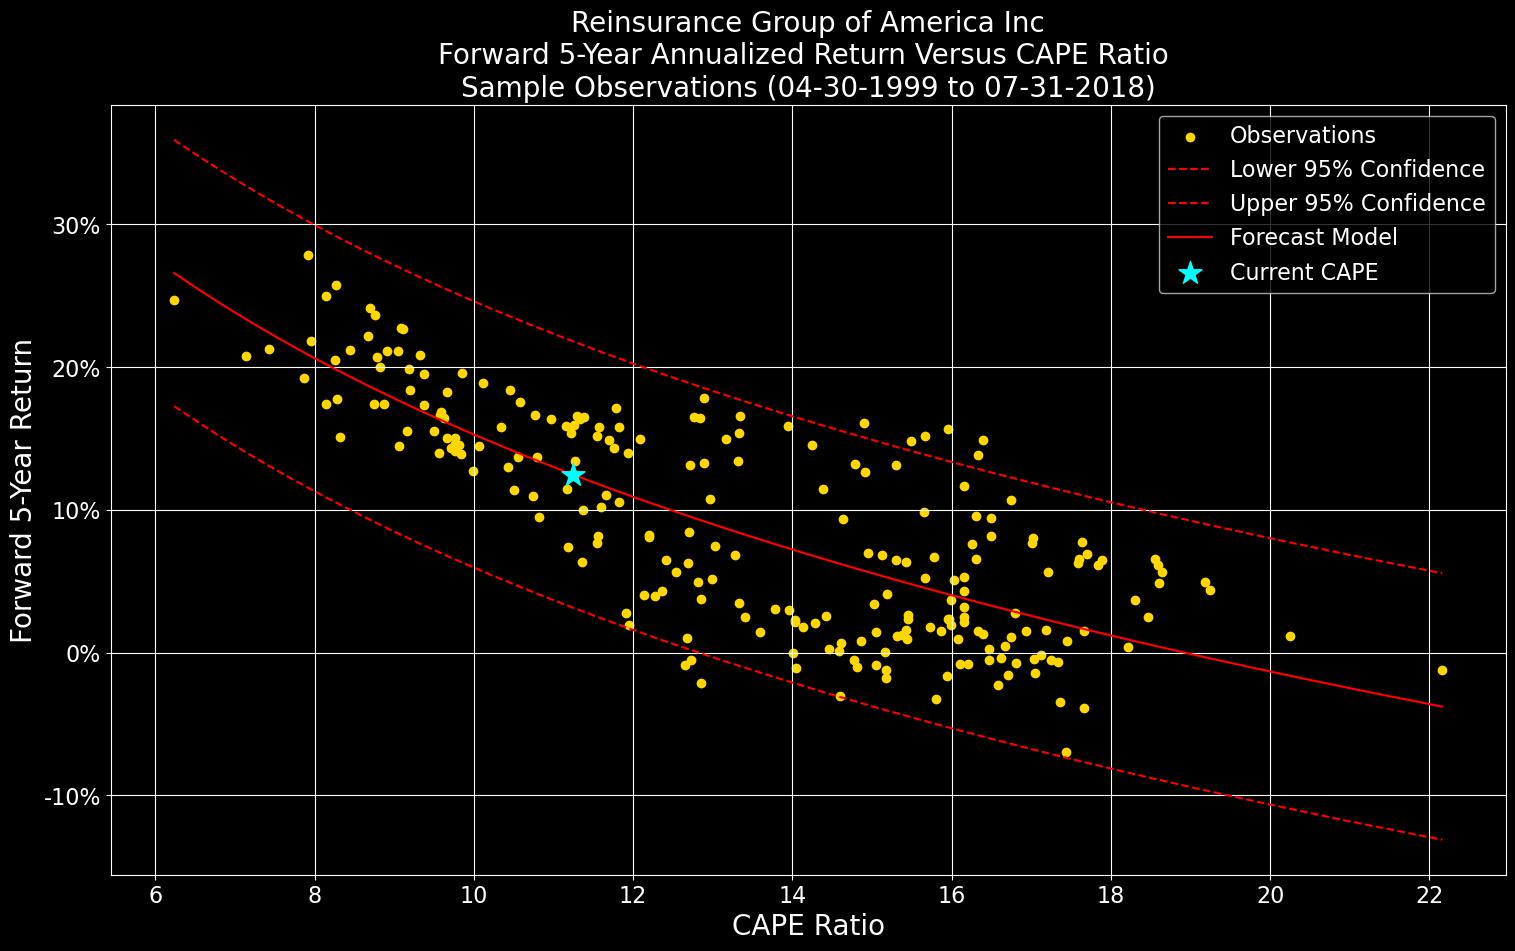 Reinsurance Group of America Inc
Forward 5-Year Annualized Return Versus CAPE Ratio
Sample Observations (04-30-1999 to 07-31-2018)
Observations
Lower 95% Confidence
Upper 95% Confidence
Forecast Model
Current CAPE
Forward 5-Year Return
30%
20%
10%
0%
-10%
6 8 10 12 14 16 18 20 22
CAPE Ratio